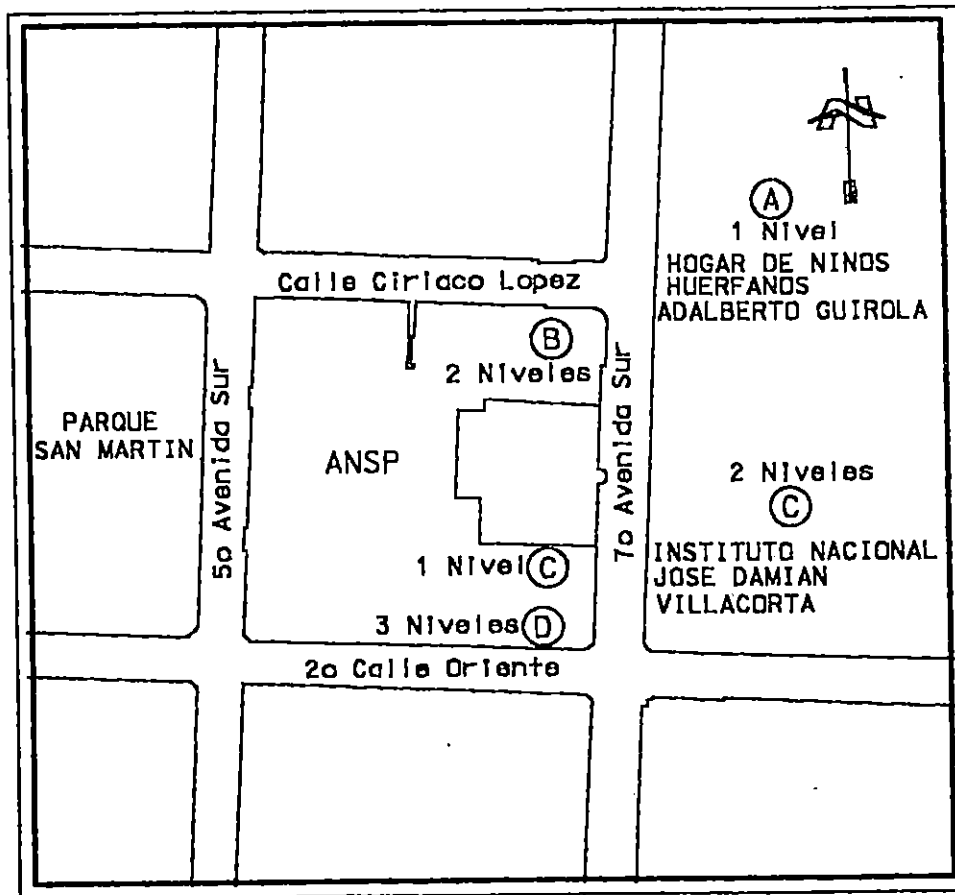 A
1 Nivel
HOGAR DE NINOS
HUERFANOS
ADALBERTO GUIROLA
Calle Ciriaco Lopez
B
2 Niveles
PARQUE
SAN MARTIN
5o Avenida Sur
ANSP
7o Avenida Sur
2 Niveles
C
INSTITUTO NACIONAL
JOSE DAMIAN
VILLACORTA
1 Nivel C
3 Niveles D
2o Calle Oriente